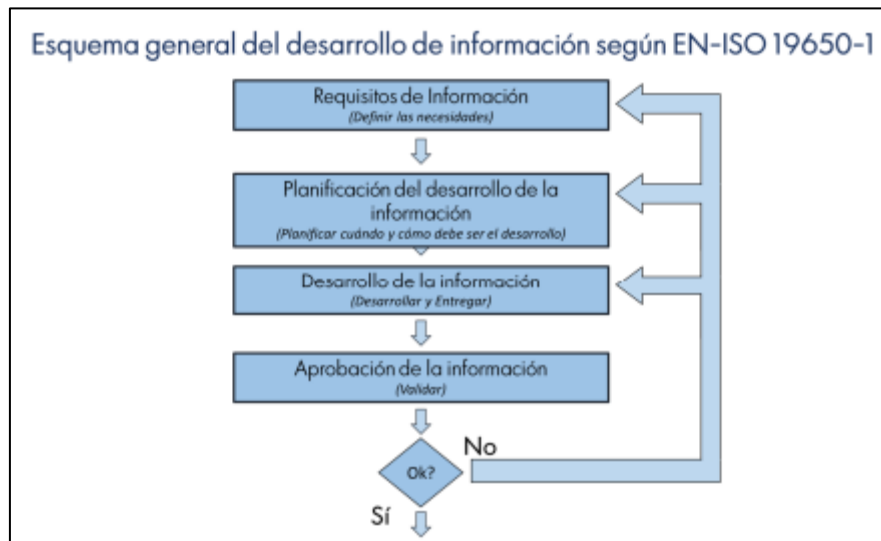 Esquema general del desarrollo de información según EN-ISO 19650-1
Requisitos de Información
(Definir las necesidades)
Planificación del desarrollo de la
información
(Planificar cuándo y cómo debe ser el desarrollo)
Desarrollo de la información
(Desarrollar y Entregar)
Aprobación de la información
(Validar)
Ok?
No
Sí